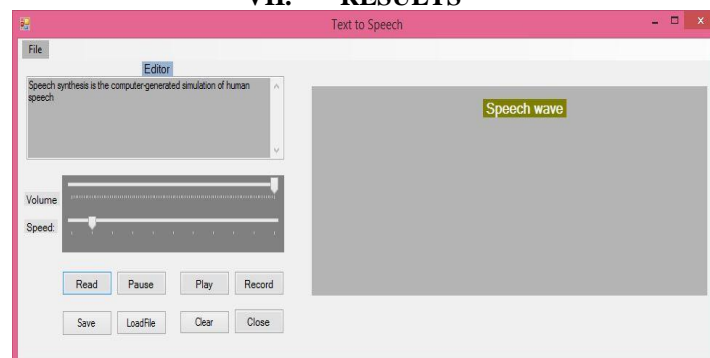 VII. RESULTS
Text to Speech
File
Editor
Speech synthesis is the computer-generated simulation of human
speech
Speech wave
Volume
Speed:
Read Pause Play Record
Save LoadFile Clear Close